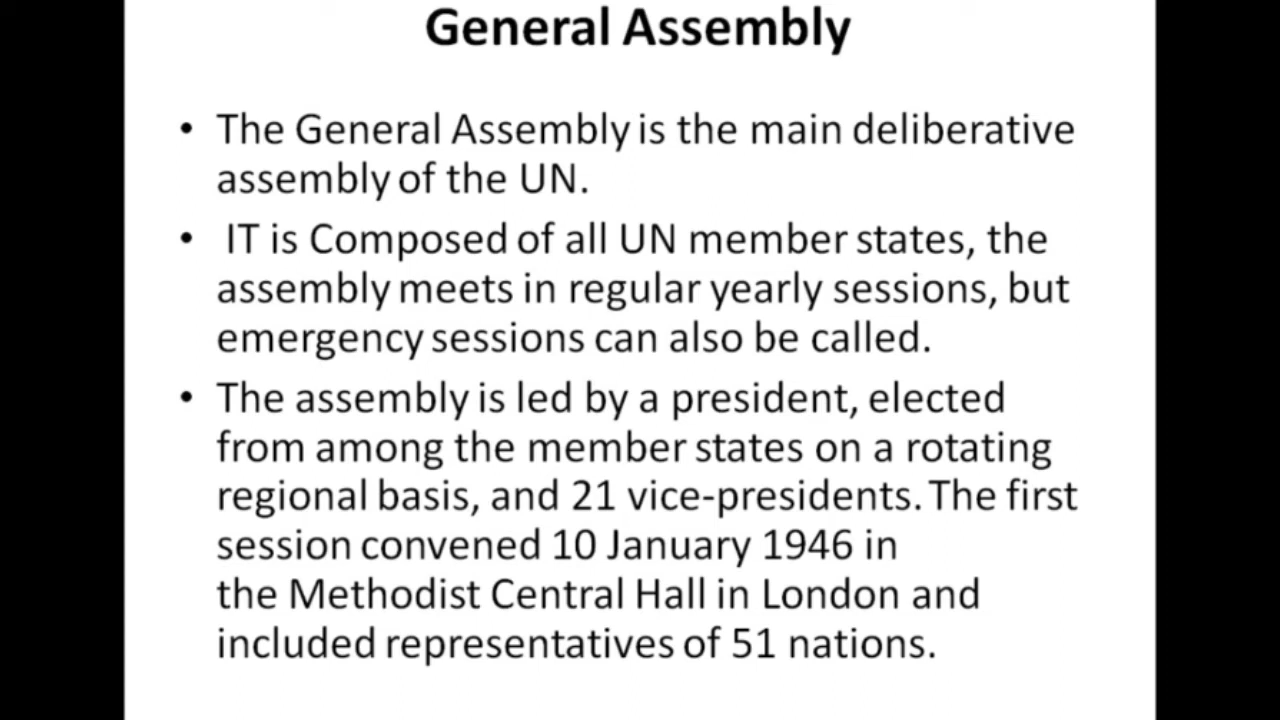 General Assembly
• The General Assembly is the main deliberative
assembly of the UN.
• IT is Composed of all UN member states, the
assembly meets in regular yearly sessions, but
emergency sessions can also be called.
• The assembly is led by a president, elected
from among the member states on a rotating
regional basis, and 21 vice-presidents. The first
session convened 10 January 1946 in
the Methodist Central Hall in London and
included representatives of 51 nations.